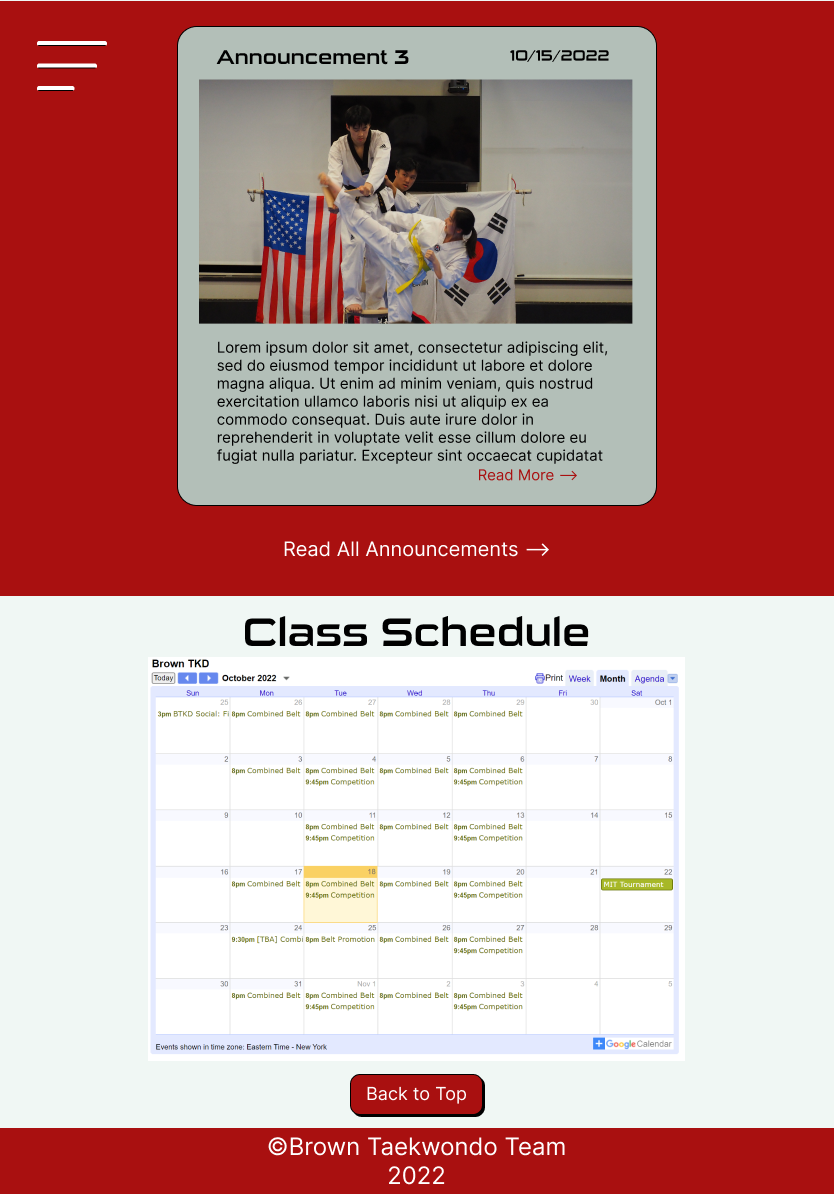 Announcement 3
10/15/2022
Lorem ipsum dolor sit amet, consectetur adipiscing elit,
sed do eiusmod tempor incididunt ut labore et dolore
magna aliqua. Ut enim ad minim veniam, quis nostrud
exercitation ullamco laboris nisi ut aliquip ex ea
commodo consequat. Duis aute irure dolor in
reprehenderit in voluptate velit esse cillum dolore eu
fugiat nulla pariatur. Excepteur sint occaecat cupidatat
Read More →
Read All Announcements →
Class Schedule
Brown TKD
Today October 2022 Print Week Month Agenda
Sun Mon Tue Wed Thu Fri Sat
25 26 27 28 29 30 Oct 1
3pm BTKD Social: Fi 8pm Combined Belt 8pm Combined Belt 8pm Combined Belt 8pm Combined Belt
2 3 4 5 6 7 8
8pm Combined Belt 8pm Combined Belt 8pm Combined Belt 8pm Combined Belt
9:45pm Competition 9:45pm Competition
9 10 11 12 13 14 15
8pm Combined Belt 8pm Combined Belt 8pm Combined Belt
9:45pm Competition 9:45pm Competition
16 17 18 19 20 21 22
8pm Combined Belt 8pm Combined Belt 8pm Combined Belt 8pm Combined Belt MIT Tournament
9:45pm Competition 9:45pm Competition
23 24 25 26 27 28 29
9:30pm [TBA] Combi 8pm Belt Promotion 8pm Combined Belt 8pm Combined Belt
9:45pm Competition
30 31 Nov 1 2 3 4 5
8pm Combined Belt 8pm Combined Belt 8pm Combined Belt 8pm Combined Belt
9:45pm Competition 9:45pm Competition
Events shown in time zone: Eastern Time - New York
Google Calendar
Back to Top
©Brown Taekwondo Team
2022